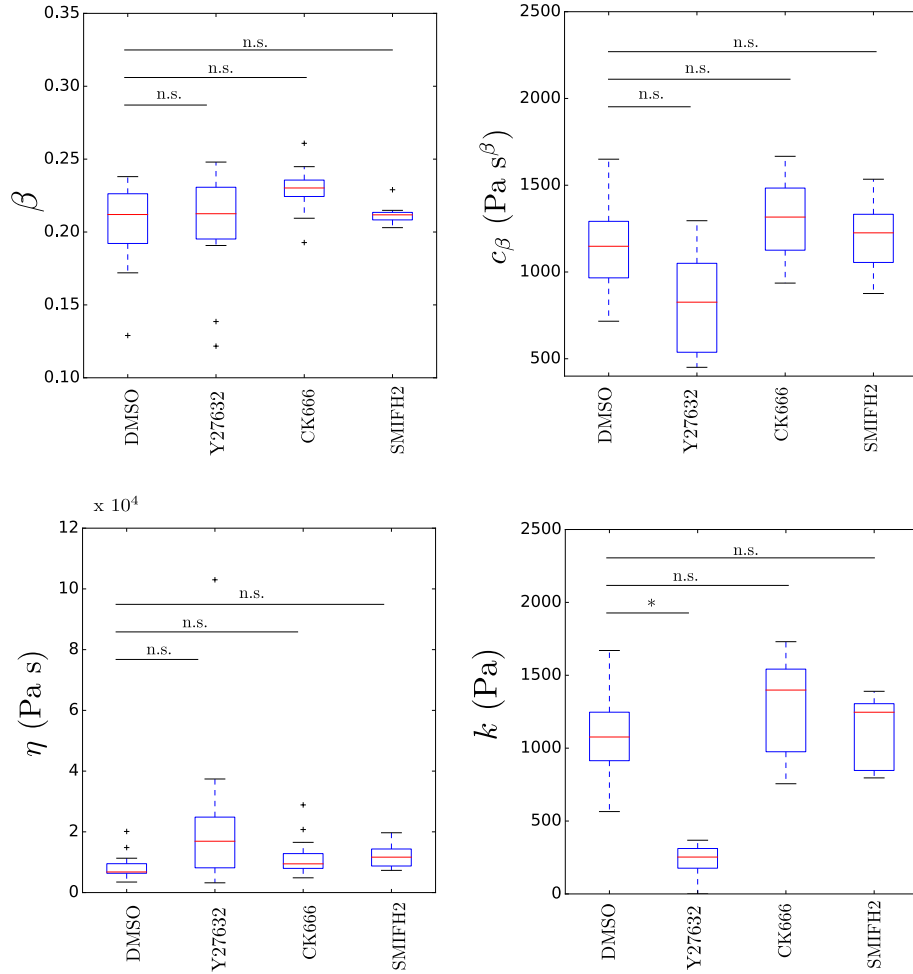 0.35
0.30
0.25
0.20
0.15
0.10
β
n.s.
n.s.
n.s.
DMSO
Y27632
CK666
SMIFH2
2500
2000
1500
1000
500
cβ (Pa s^β)
n.s.
n.s.
n.s.
DMSO
Y27632
CK666
SMIFH2
x 10^4
12
10
8
6
4
2
0
η (Pa s)
n.s.
n.s.
n.s.
DMSO
Y27632
CK666
SMIFH2
2500
2000
1500
1000
500
0
k (Pa)
n.s.
n.s.
*
DMSO
Y27632
CK666
SMIFH2